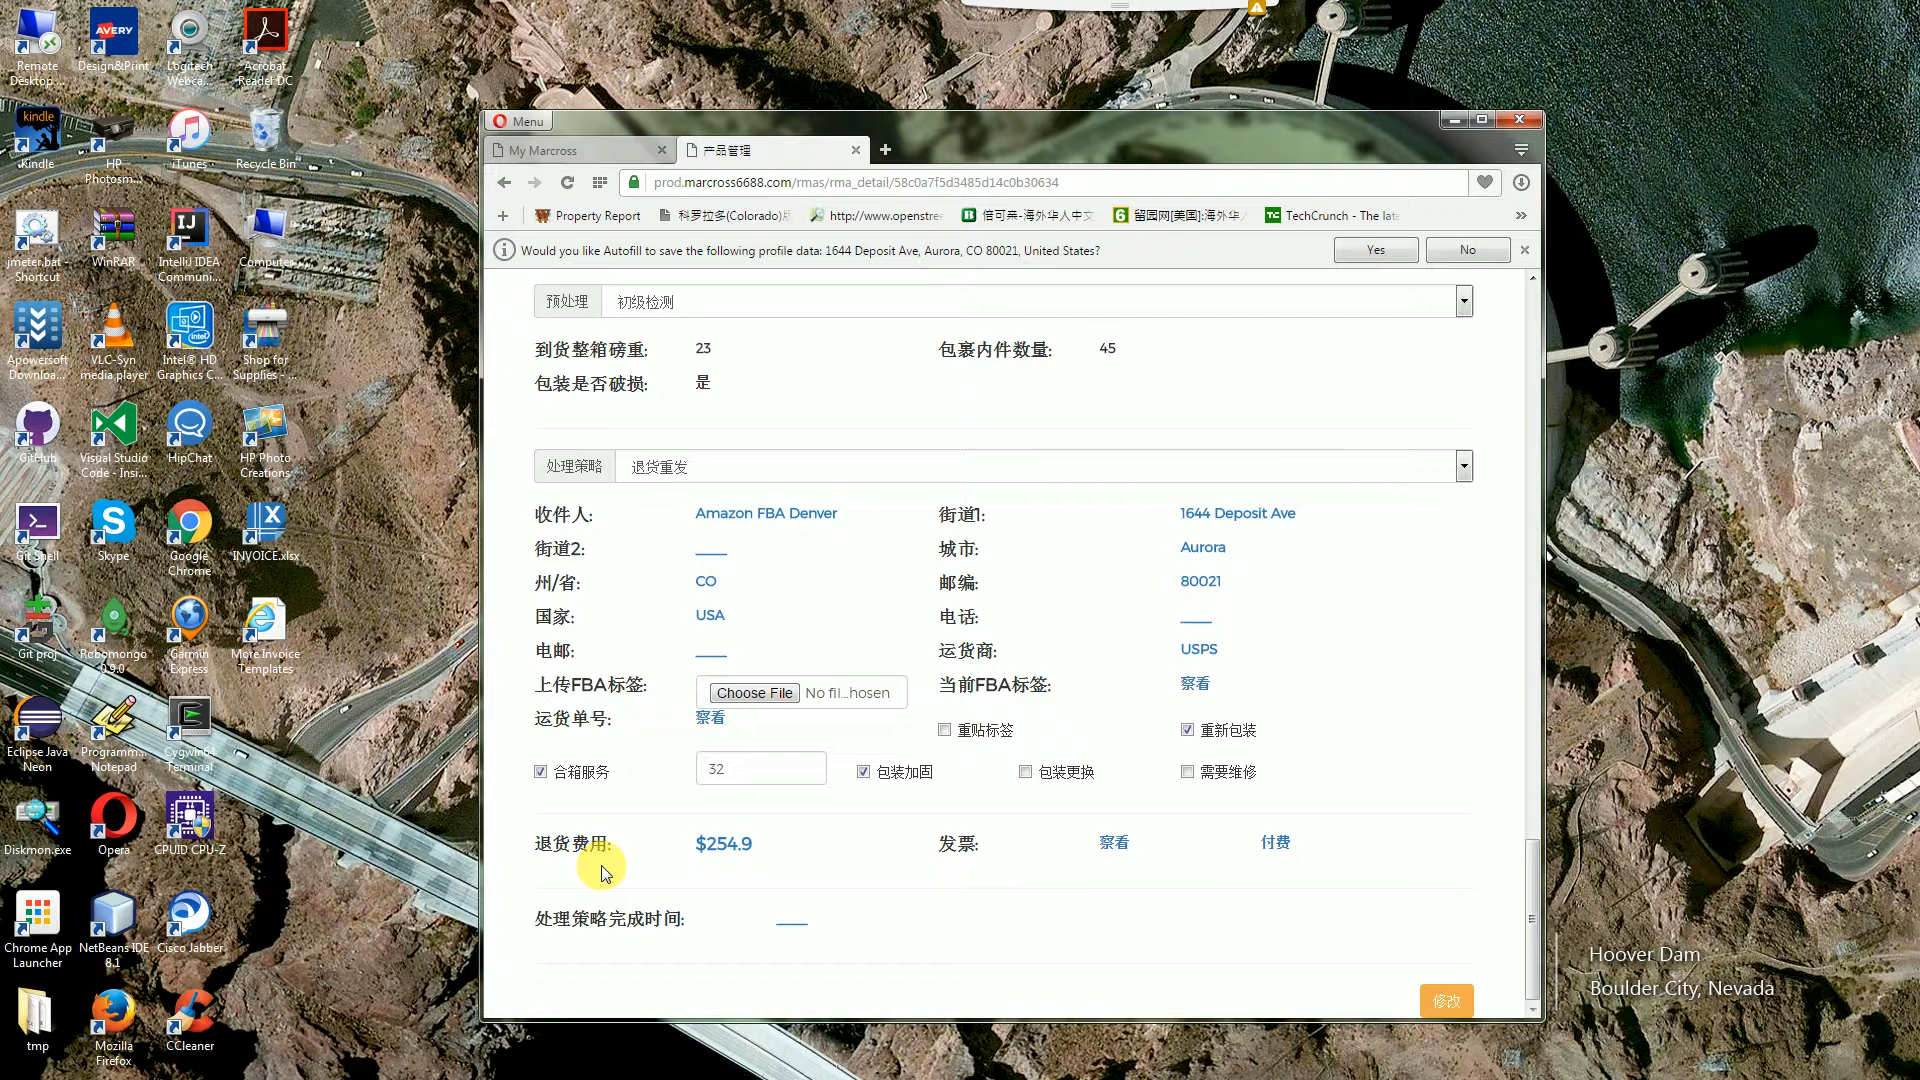 Remote Desktop ...
Design&Print
Logitech Webca...
Acrobat Reader DC
Kindle
HP Photosm...
iTunes
Recycle Bin
jmeter.bat - Shortcut
WinRAR
IntelliJ IDEA Communi...
Computer
Apowersoft Downloa...
VLC-Syn media player
Intel® HD Graphics C...
Shop for Supplies - ...
GitHub
Visual Studio Code - Insi...
HipChat
HP Photo Creations
Git Shell
Skype
Google Chrome
INVOICE.xlsx
Git proj
Robomongo 0.9.0
Garmin Express
More Invoice Templates
Eclipse Java Neon
Programm... Notepad
Cygwin64 Terminal
Diskmon.exe
Opera
CPUID CPU-Z
Chrome App Launcher
NetBeans IDE 8.1
Cisco Jabber
tmp
Mozilla Firefox
CCleaner
Menu
My Marcross
产品管理
prod.marcross6688.com/rmas/rma_detail/58c0a7f5d3485d14c0b30634
Property Report
科罗拉多(Colorado)
http://www.openstre
倍可亲-海外华人中文
留园网[美国]:海外华人
TechCrunch - The late
Would you like Autofill to save the following profile data: 1644 Deposit Ave, Aurora, CO 80021, United States?
Yes
No
预处理 初级检测
到货整箱磅重: 23 包裹内件数量: 45
包装是否破损: 是
处理策略 退货重发
收件人: Amazon FBA Denver 街道1: 1644 Deposit Ave
街道2: ____ 城市: Aurora
州/省: CO 邮编: 80021
国家: USA 电话: ____
电邮: ____ 运货商: USPS
上传FBA标签: Choose File No fil...hosen 当前FBA标签: 察看
运货单号: 察看 重贴标签 重新包装
合箱服务 32 包装加固 包装更换 需要维修
退货费用: $254.9 发票: 察看 付费
处理策略完成时间: ____
修改
Hoover Dam
Boulder City, Nevada